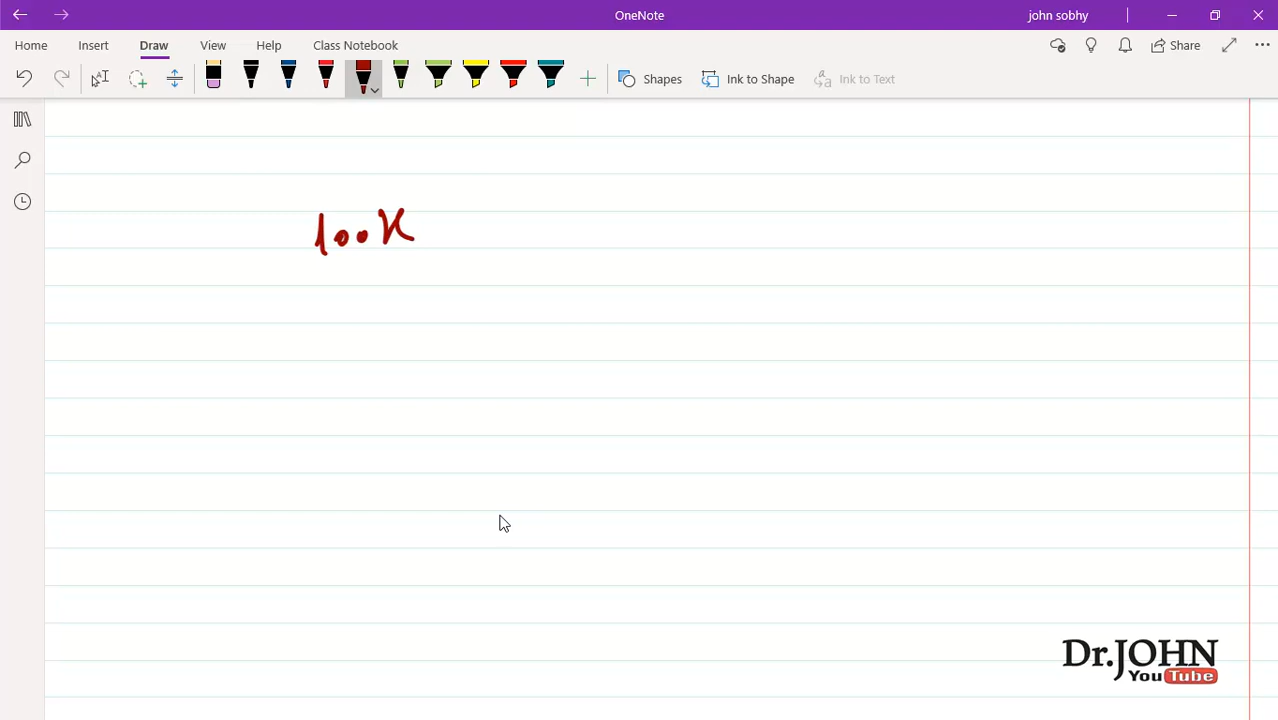 OneNote
john sobhy
Home Insert Draw View Help Class Notebook
Share
Shapes Ink to Shape Ink to Text
look
Dr.JOHN
YouTube